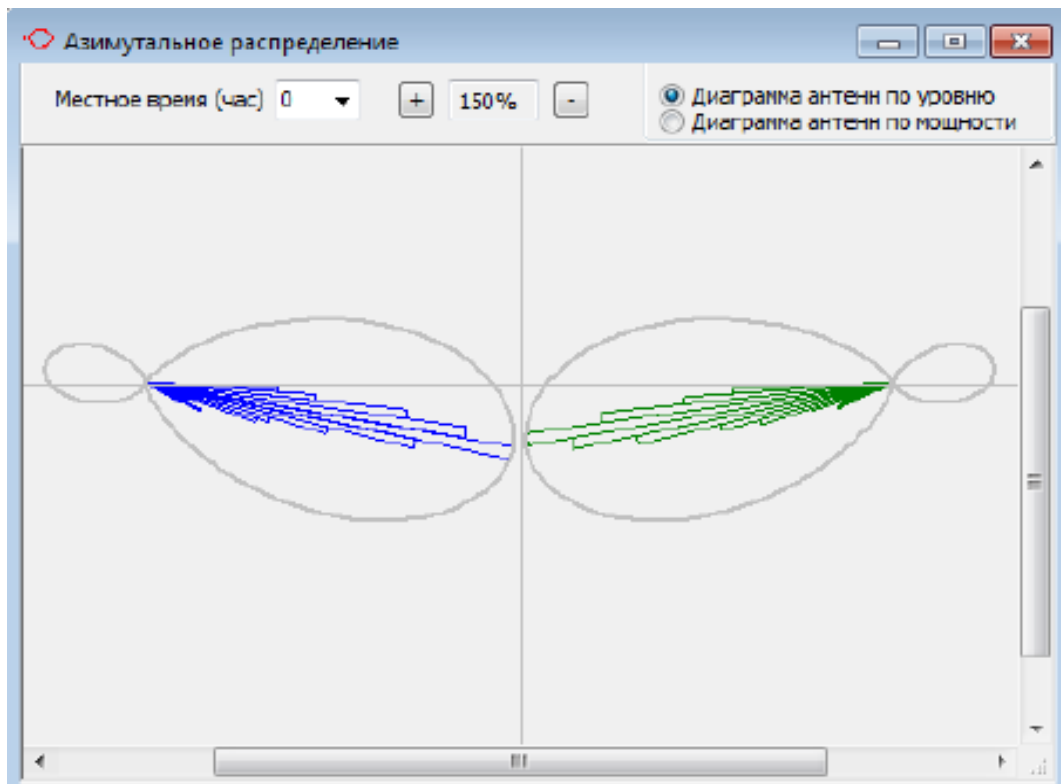 Азимутальное распределение
Местное время (час) 0 + 150% -
Диаграмма антенн по уровню
Диаграмма антенн по мощности